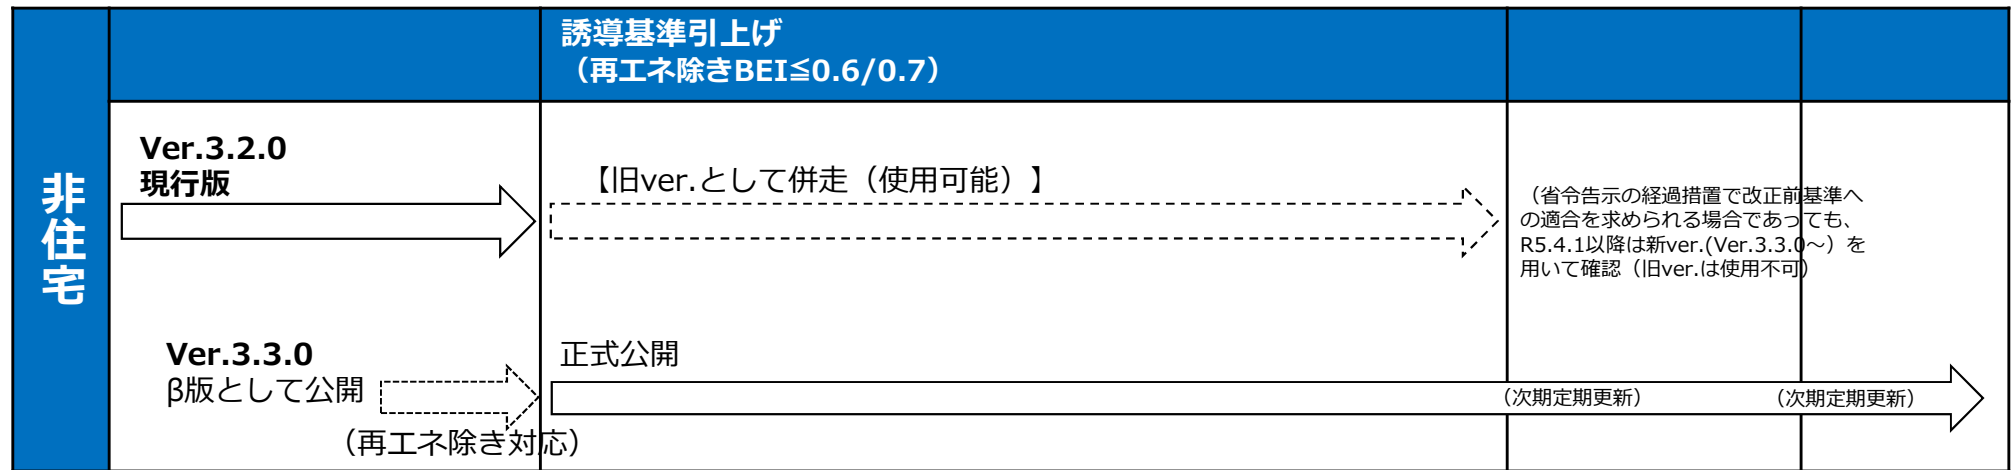 誘導基準引上げ
（再エネ除きBEI≦0.6/0.7）
非住宅
Ver.3.2.0
現行版
【旧ver.として併走（使用可能）】
（省令告示の経過措置で改正前基準へ
の適合を求められる場合であっても、
R5.4.1以降は新ver.(Ver.3.3.0～）を
用いて確認（旧ver.は使用不可）
Ver.3.3.0
β版として公開
（再エネ除き対応）
正式公開
（次期定期更新）
（次期定期更新）